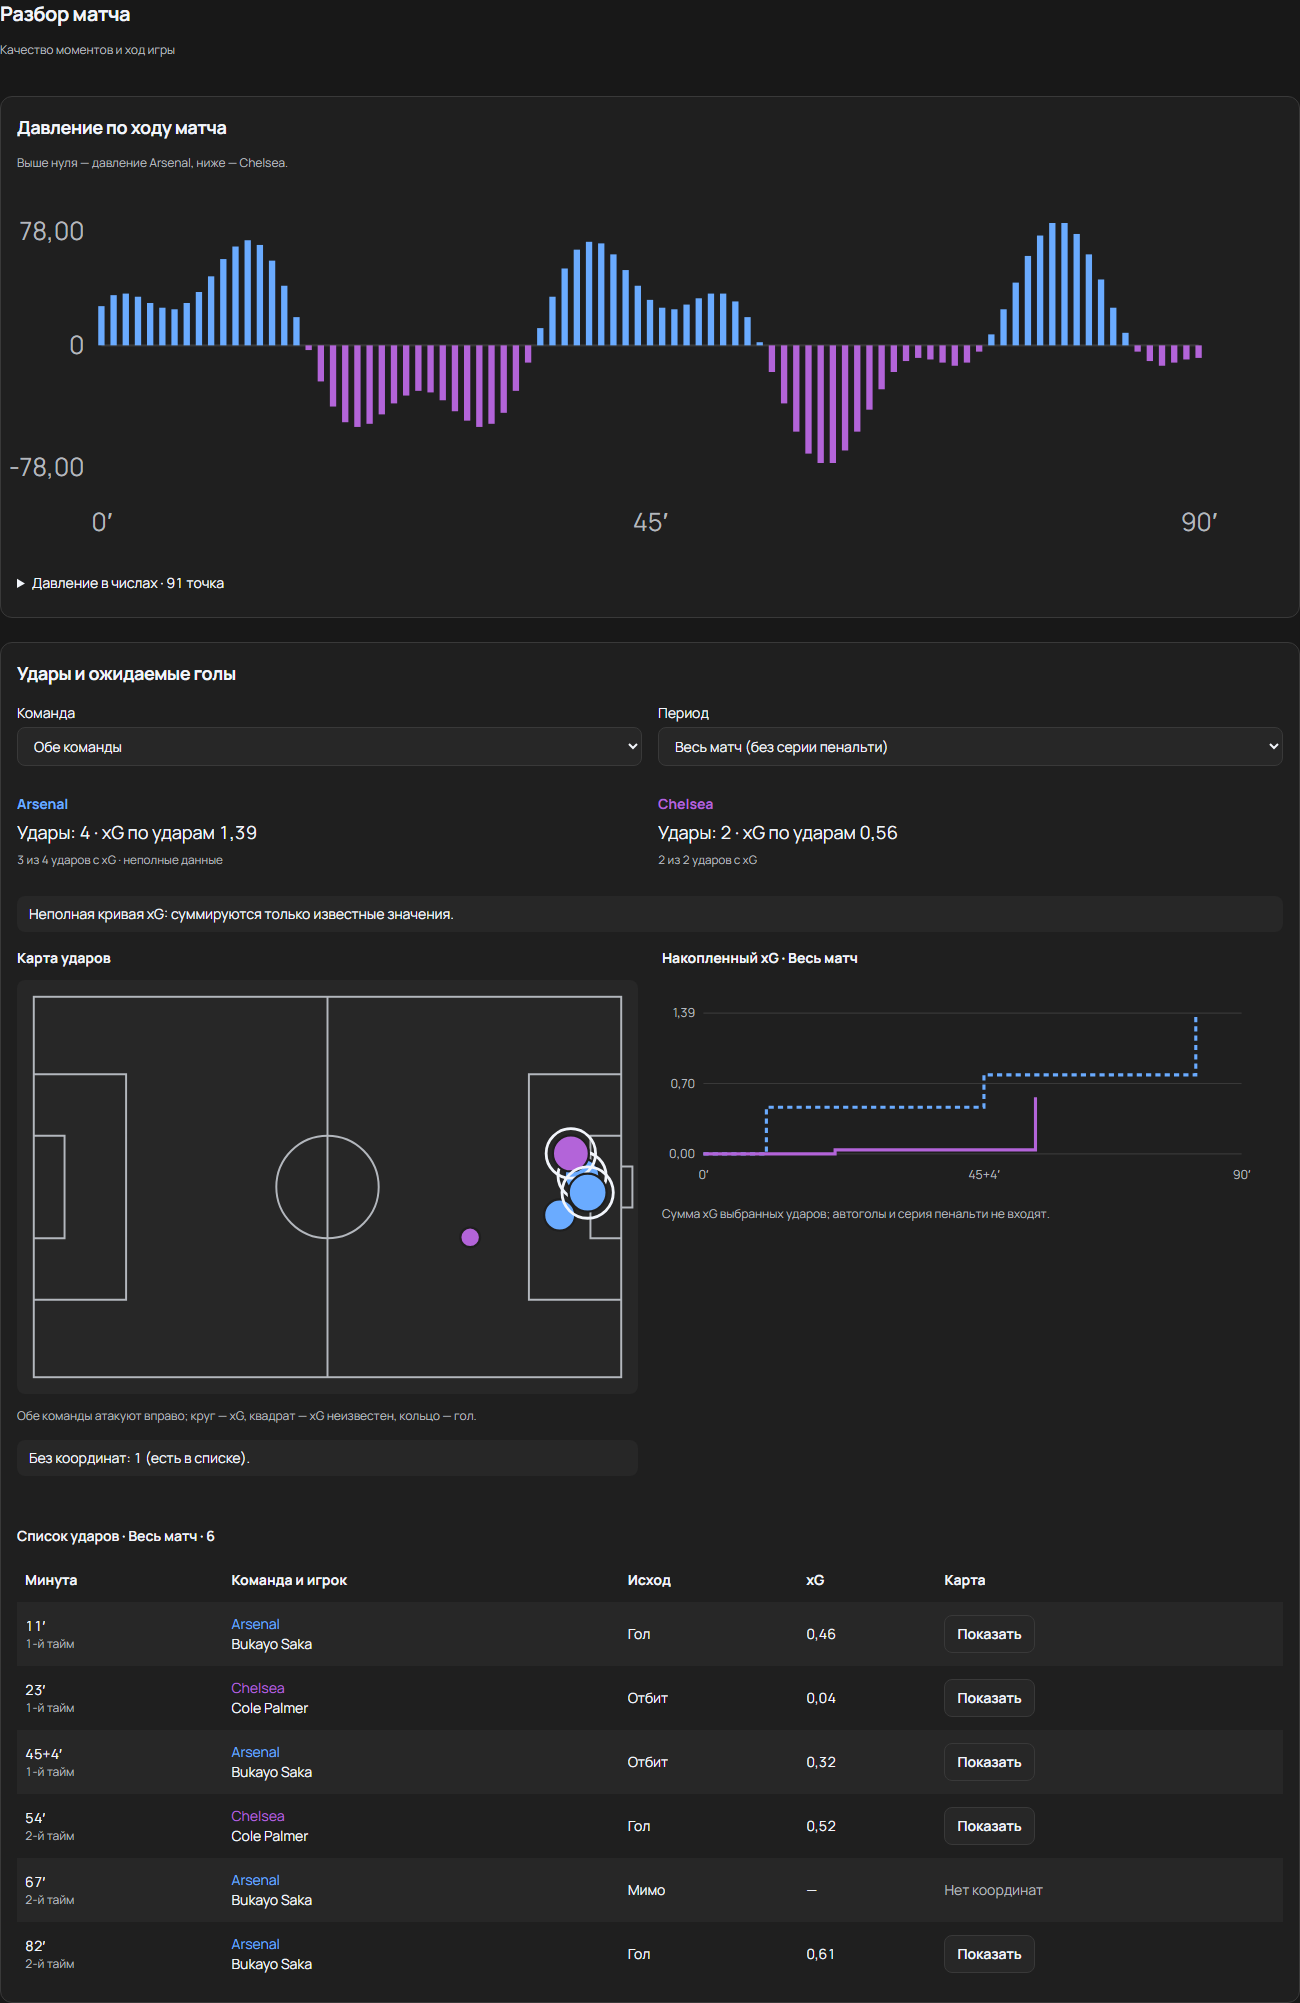 Разбор матча
Качество моментов и ход игры
Давление по ходу матча
Выше нуля — давление Arsenal, ниже — Chelsea.
78,00
0
-78,00
0′ 45′ 90′
Давление в числах · 91 точка
Удары и ожидаемые голы
Команда Период
Обе команды Весь матч (без серии пенальти)
Arsenal Chelsea
Удары: 4 · xG по ударам 1,39 Удары: 2 · xG по ударам 0,56
3 из 4 ударов с xG · неполные данные 2 из 2 ударов с xG
Неполная кривая xG: суммируются только известные значения.
Карта ударов Накопленный xG · Весь матч
1,39
0,70
0,00
0′ 45+4′ 90′
Сумма xG выбранных ударов; автоголы и серия пенальти не входят.
Обе команды атакуют вправо; круг — xG, квадрат — xG неизвестен, кольцо — гол.
Без координат: 1 (есть в списке).
Список ударов · Весь матч · 6
Минута Команда и игрок Исход xG Карта
11′ Arsenal
1-й тайм Bukayo Saka Гол 0,46 Показать
23′ Chelsea
1-й тайм Cole Palmer Отбит 0,04 Показать
45+4′ Arsenal
1-й тайм Bukayo Saka Отбит 0,32 Показать
54′ Chelsea
2-й тайм Cole Palmer Гол 0,52 Показать
67′ Arsenal
2-й тайм Bukayo Saka Мимо — Нет координат
82′ Arsenal
2-й тайм Bukayo Saka Гол 0,61 Показать